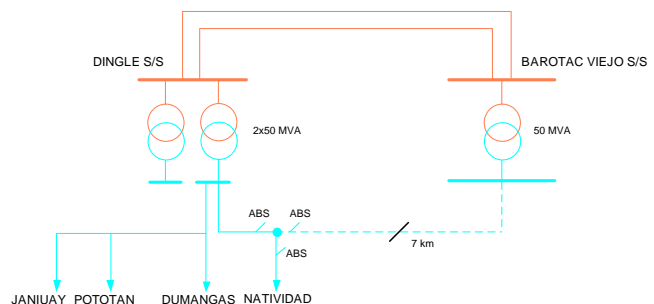 DINGLE S/S
BAROTAC VIEJO S/S
2x50 MVA
50 MVA
ABS
ABS
ABS
7 km
JANIUAY
POTOTAN
DUMANGAS
NATIVIDAD